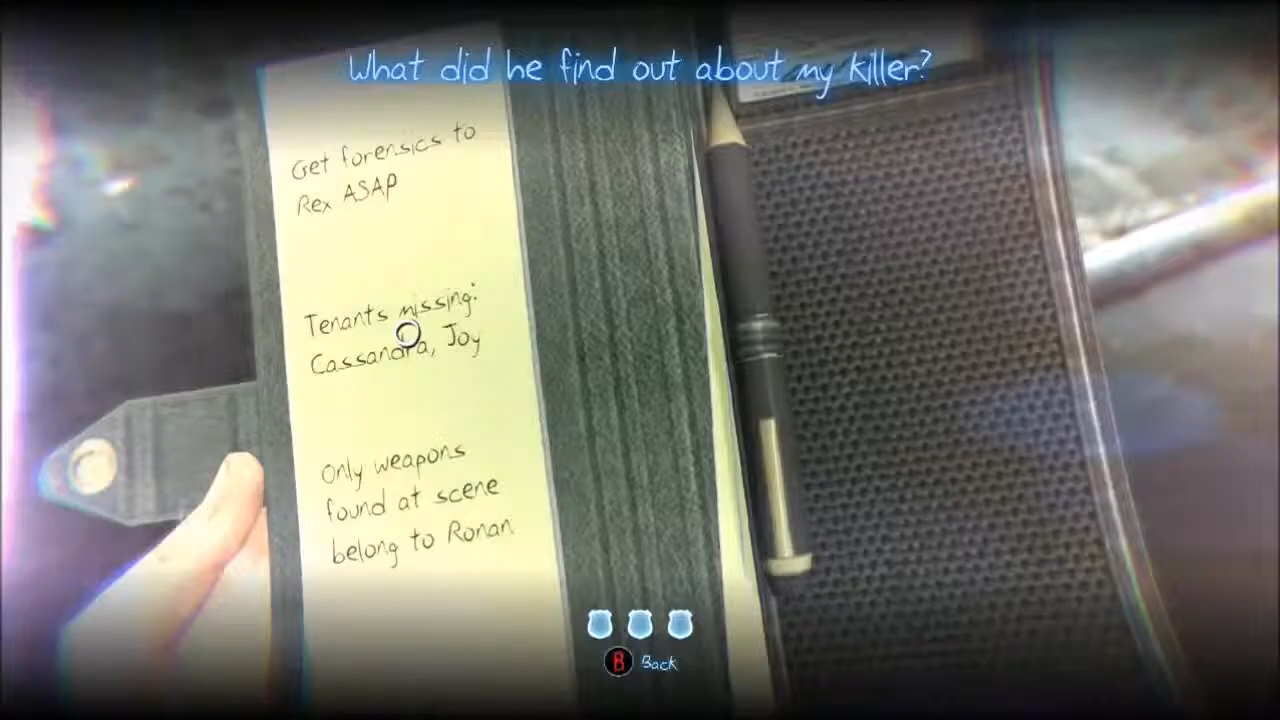 What did he find out about my killer?
Get forensics to
Rex ASAP
Tenants missing:
Cassandra, Joy
Only weapons
found at scene
belong to Ronan
B Back